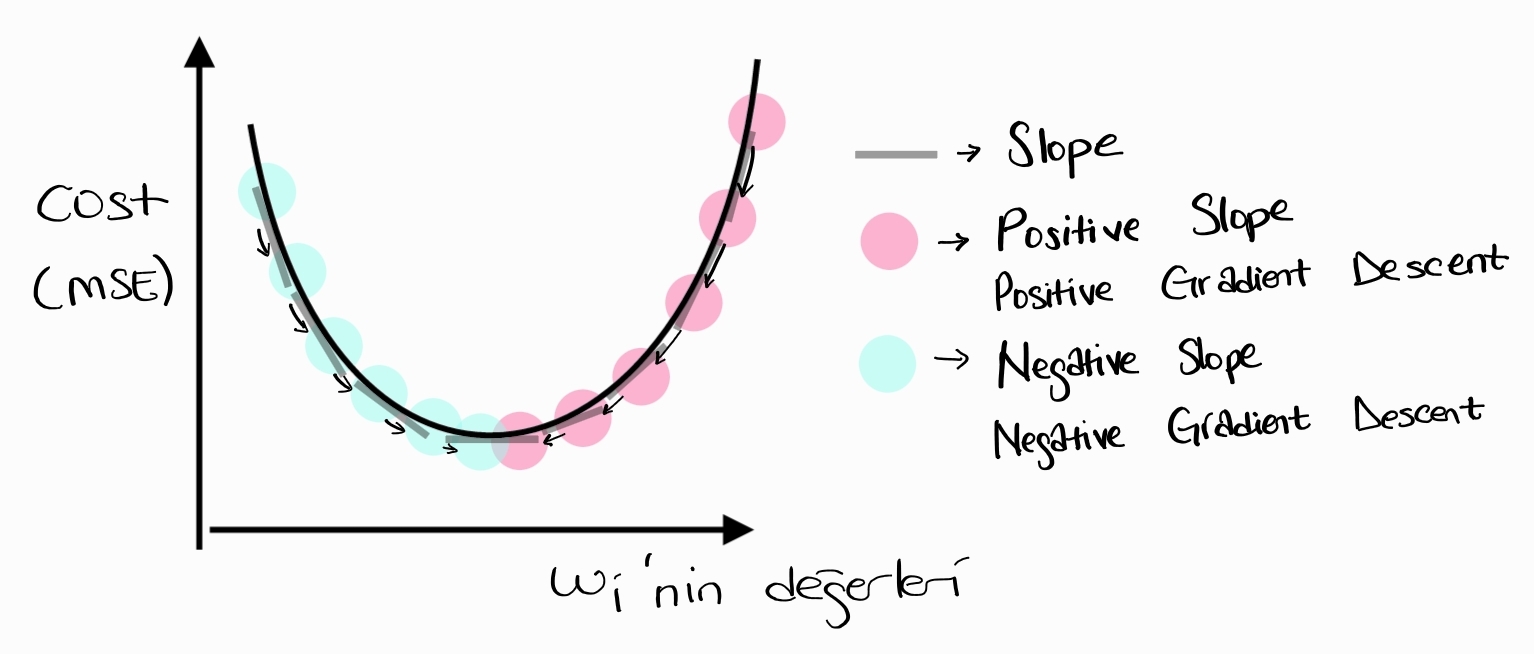 Cost
(MSE)
→ Slope
→ Positive Slope
Positive Gradient Descent
→ Negative Slope
Negative Gradient Descent
wi'nin değerleri